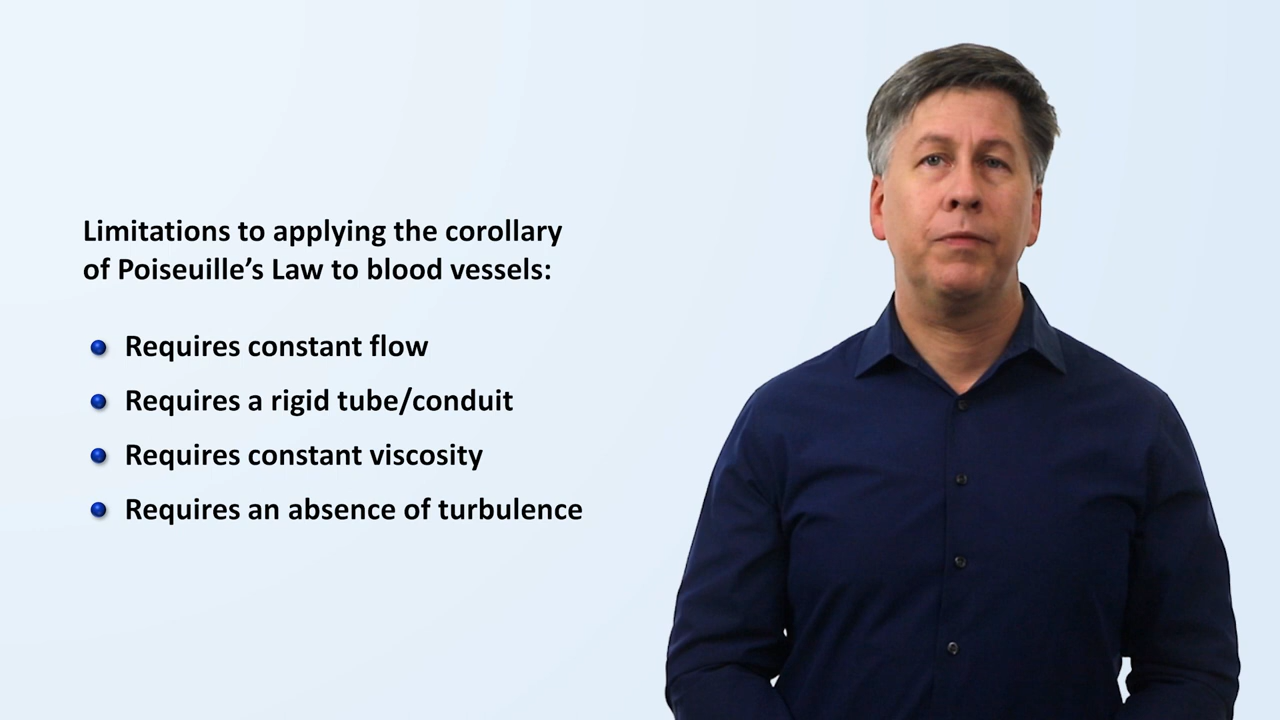 Limitations to applying the corollary
of Poiseuille’s Law to blood vessels:
Requires constant flow
Requires a rigid tube/conduit
Requires constant viscosity
Requires an absence of turbulence